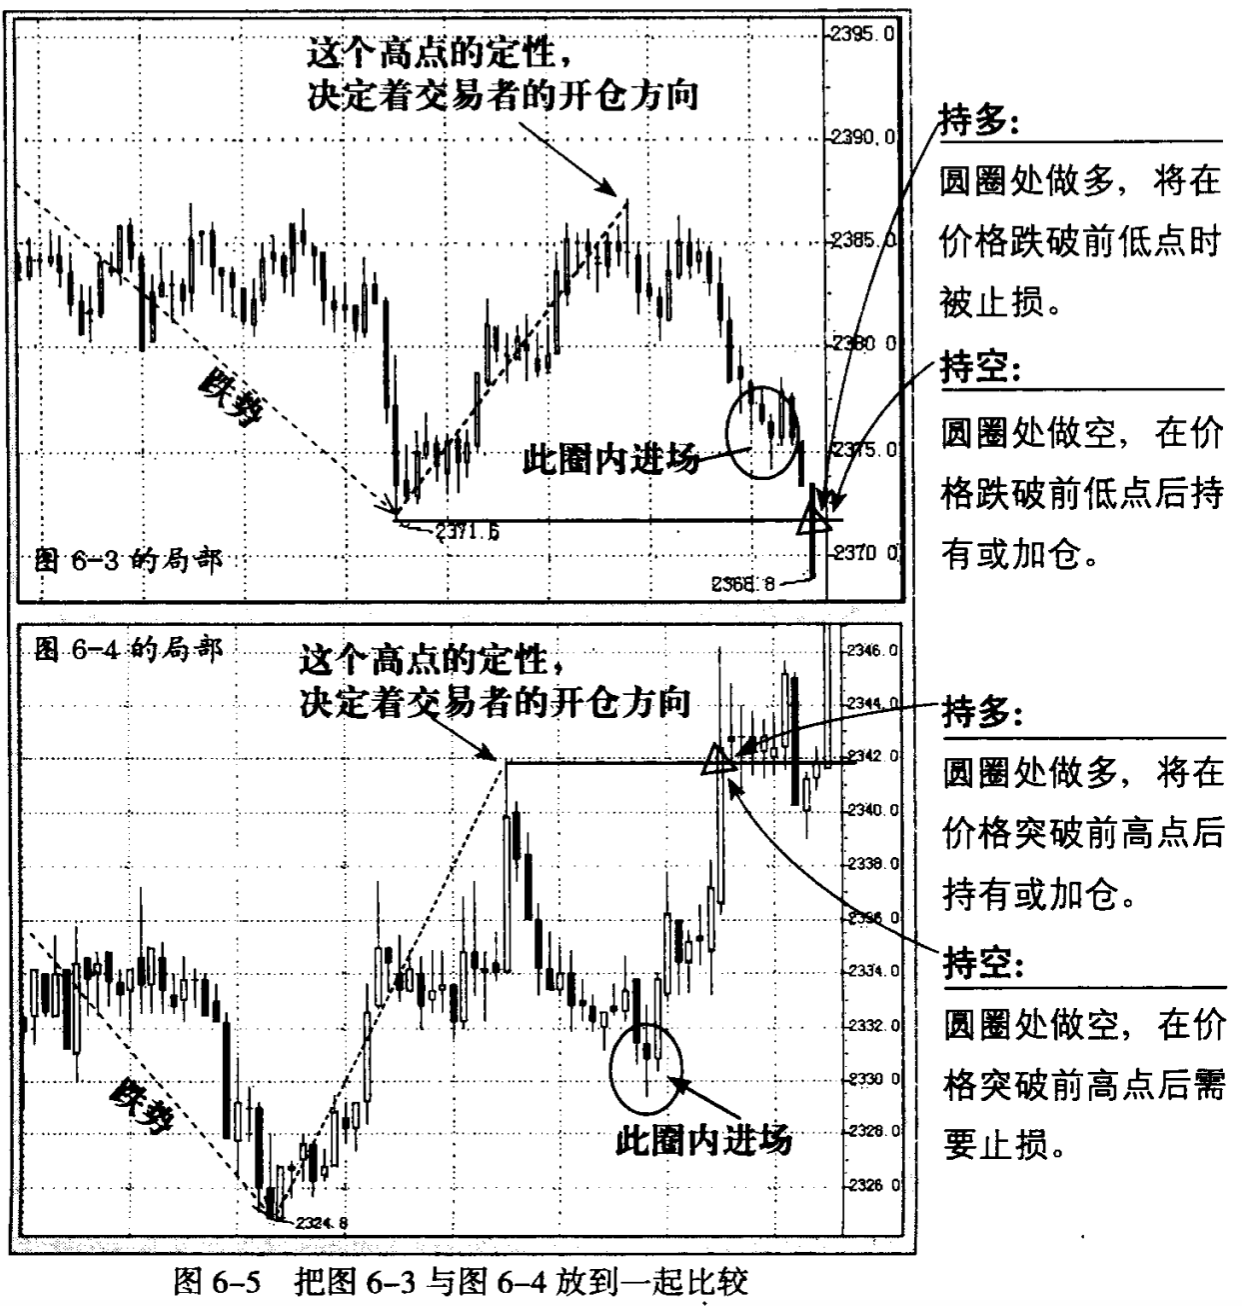 这个高点的定性，
决定着交易者的开仓方向
2395.0
2390.0
2385.0
2380.0
2375.0
2370.0
跌势
此圈内进场
2371.6
2368.8
图 6-3 的局部
持多：
圆圈处做多，将在
价格跌破前低点时
被止损。
持空：
圆圈处做空，在价
格跌破前低点后持
有或加仓。
图 6-4 的局部
这个高点的定性，
决定着交易者的开仓方向
2346.0
2344.0
2342.0
2340.0
2338.0
2336.0
2334.0
2332.0
2330.0
2328.0
2326.0
跌势
此圈内进场
2324.8
持多：
圆圈处做多，将在
价格突破前高点后
持有或加仓。
持空：
圆圈处做空，在价
格突破前高点后需
要止损。
图 6-5 把图 6-3 与图 6-4 放到一起比较